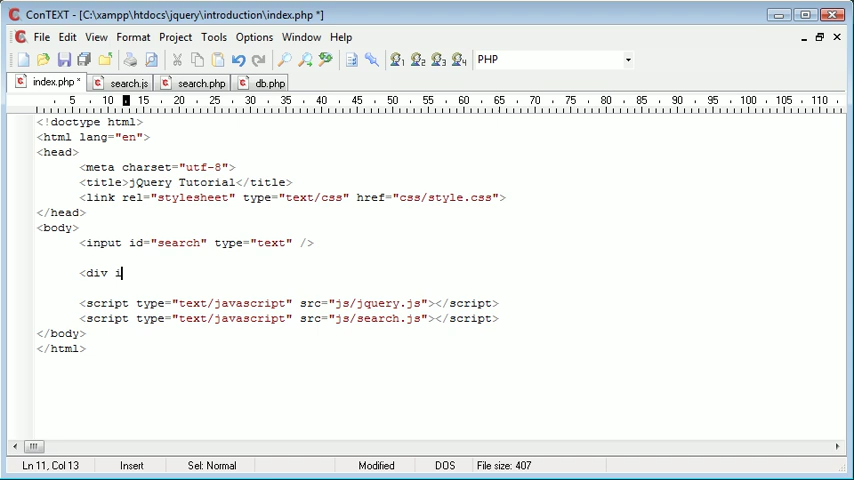 ConTEXT - [C:\xampp\htdocs\jquery\introduction\index.php *]
File Edit View Format Project Tools Options Window Help
1 2 3 4 PHP
index.php * search.js search.php db.php
5 10 15 20 25 30 35 40 45 50 55 60 65 70 75 80 85 90 95 100 105 110
<!doctype html>
<html lang="en">
<head>
<meta charset="utf-8">
<title>jQuery Tutorial</title>
<link rel="stylesheet" type="text/css" href="css/style.css">
</head>
<body>
<input id="search" type="text" />
<div i
<script type="text/javascript" src="js/jquery.js"></script>
<script type="text/javascript" src="js/search.js"></script>
</body>
</html>
Ln 11, Col 13 Insert Sel: Normal Modified DOS File size: 407